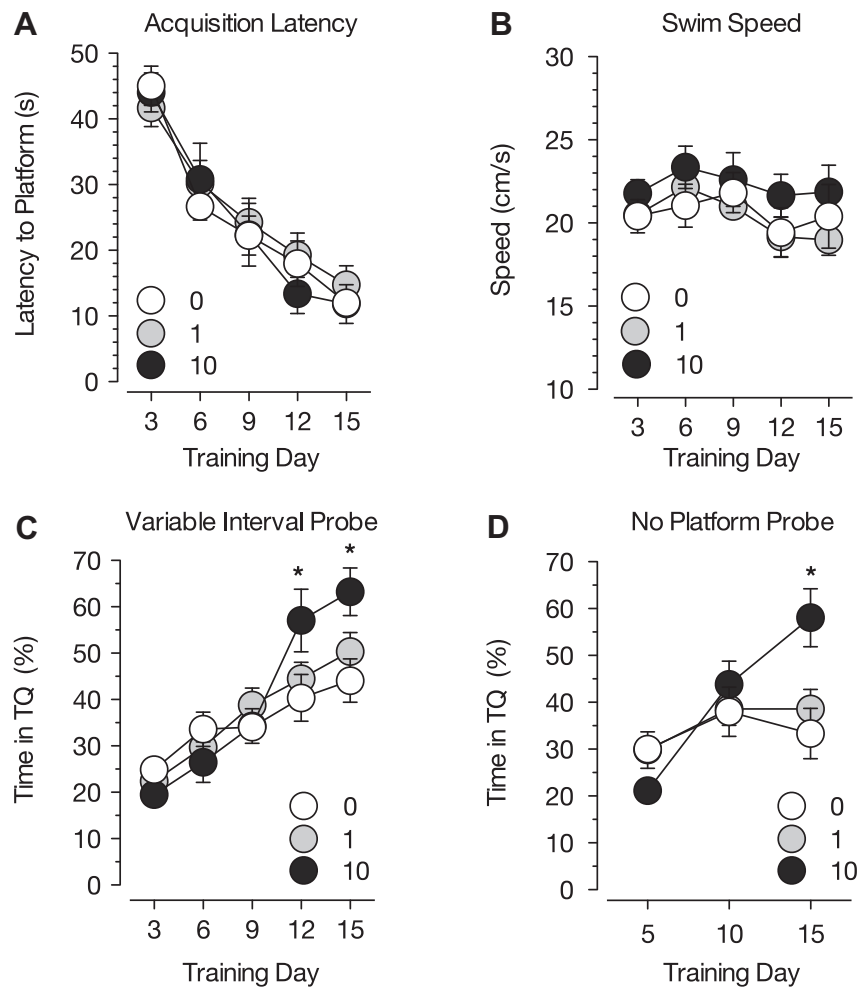 A
Acquisition Latency
Latency to Platform (s)
50
40
30
20
10
0
0
1
10
3 6 9 12 15
Training Day
B
Swim Speed
Speed (cm/s)
30
25
20
15
10
0
1
10
3 6 9 12 15
Training Day
C
Variable Interval Probe
Time in TQ (%)
70
60
50
40
30
20
10
0
* *
0
1
10
3 6 9 12 15
Training Day
D
No Platform Probe
Time in TQ (%)
70
60
50
40
30
20
10
0
*
0
1
10
5 10 15
Training Day